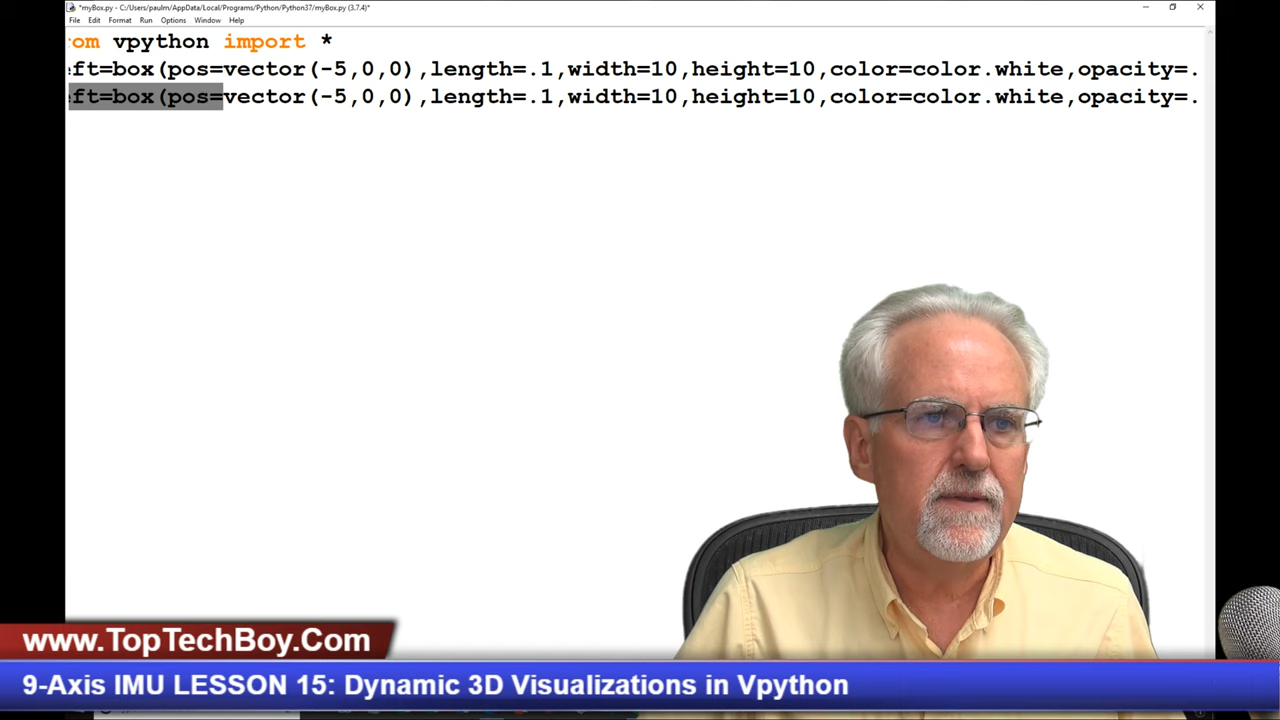 *myBox.py - C:/Users/paulm/AppData/Local/Programs/Python/Python37/myBox.py (3.7.4)*
File Edit Format Run Options Window Help
rom vpython import *
eft=box(pos=vector(-5,0,0),length=.1,width=10,height=10,color=color.white,opacity=.
eft=box(pos=vector(-5,0,0),length=.1,width=10,height=10,color=color.white,opacity=.
www.TopTechBoy.Com
9-Axis IMU LESSON 15: Dynamic 3D Visualizations in Vpython